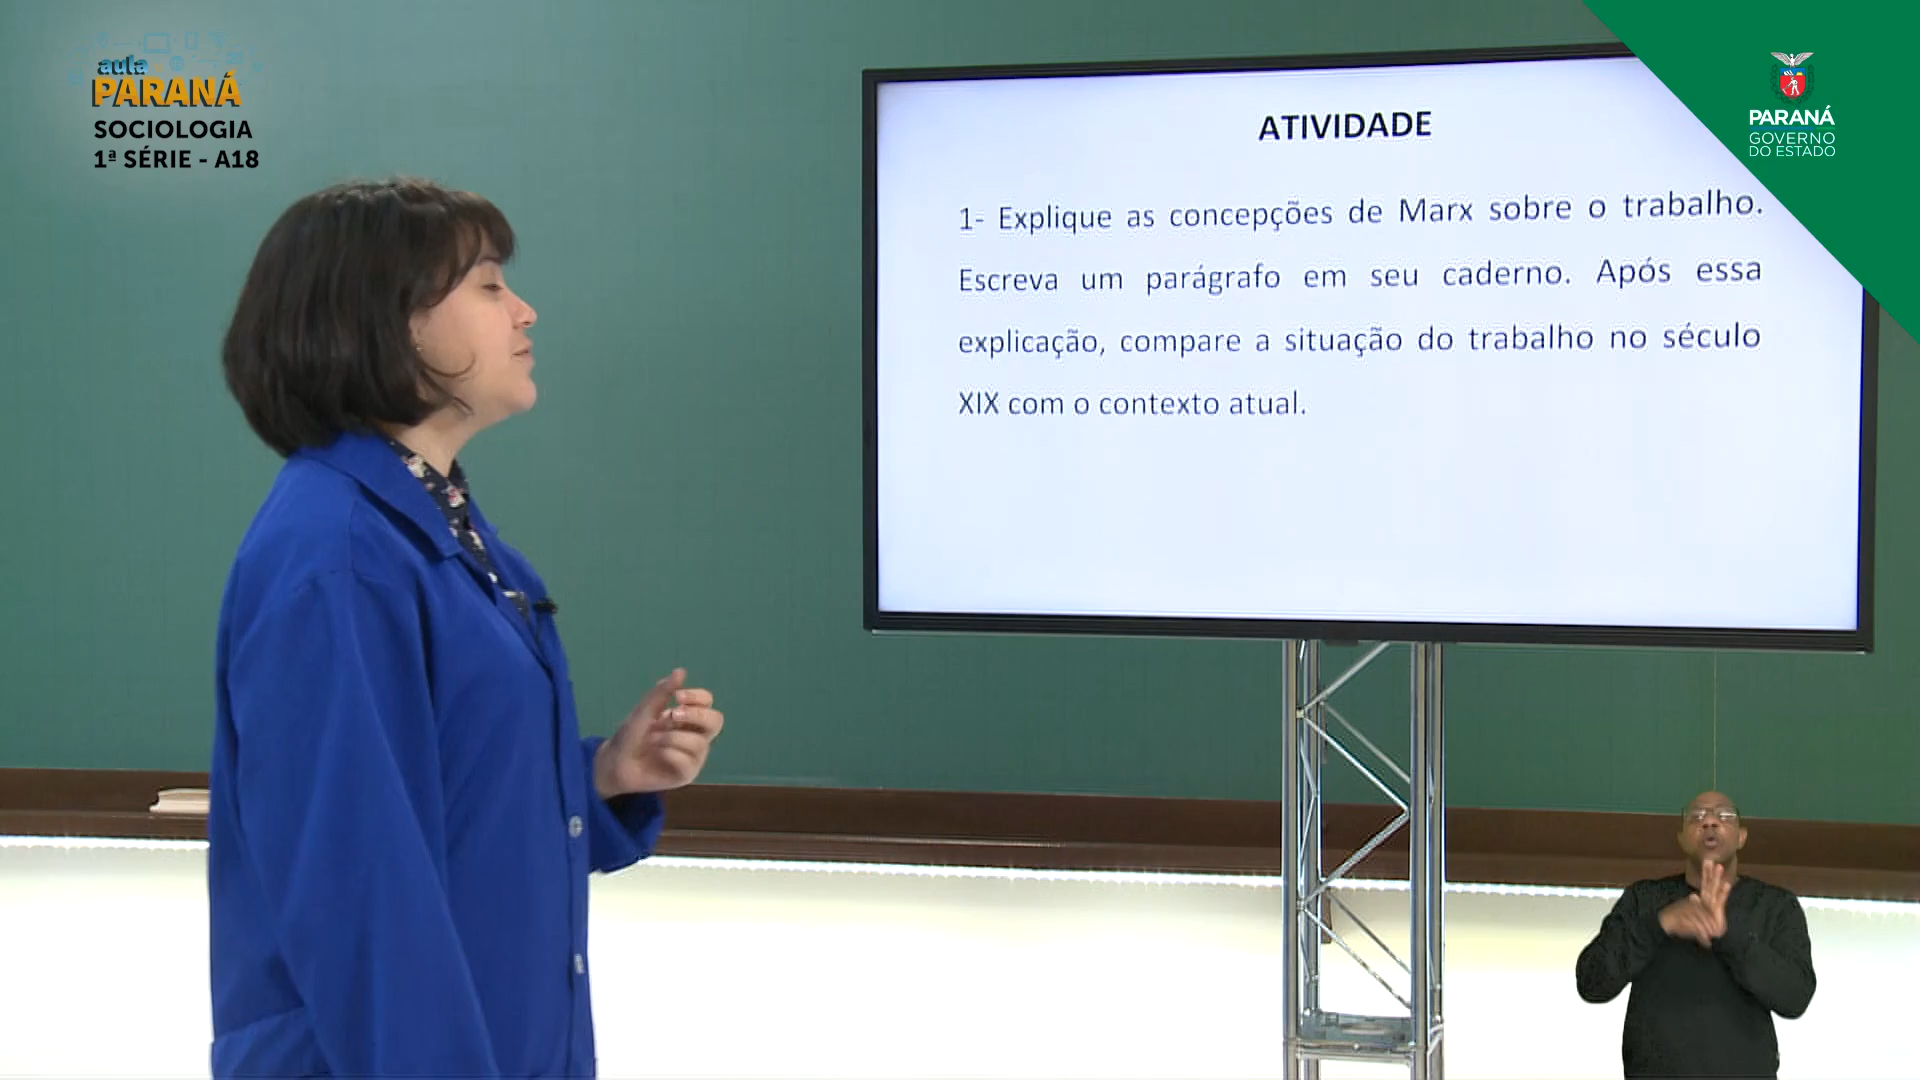 aula
PARANÁ
SOCIOLOGIA
1ª SÉRIE - A18
ATIVIDADE
1- Explique as concepções de Marx sobre o trabalho.
Escreva um parágrafo em seu caderno. Após essa
explicação, compare a situação do trabalho no século
XIX com o contexto atual.
PARANÁ
GOVERNO
DO ESTADO